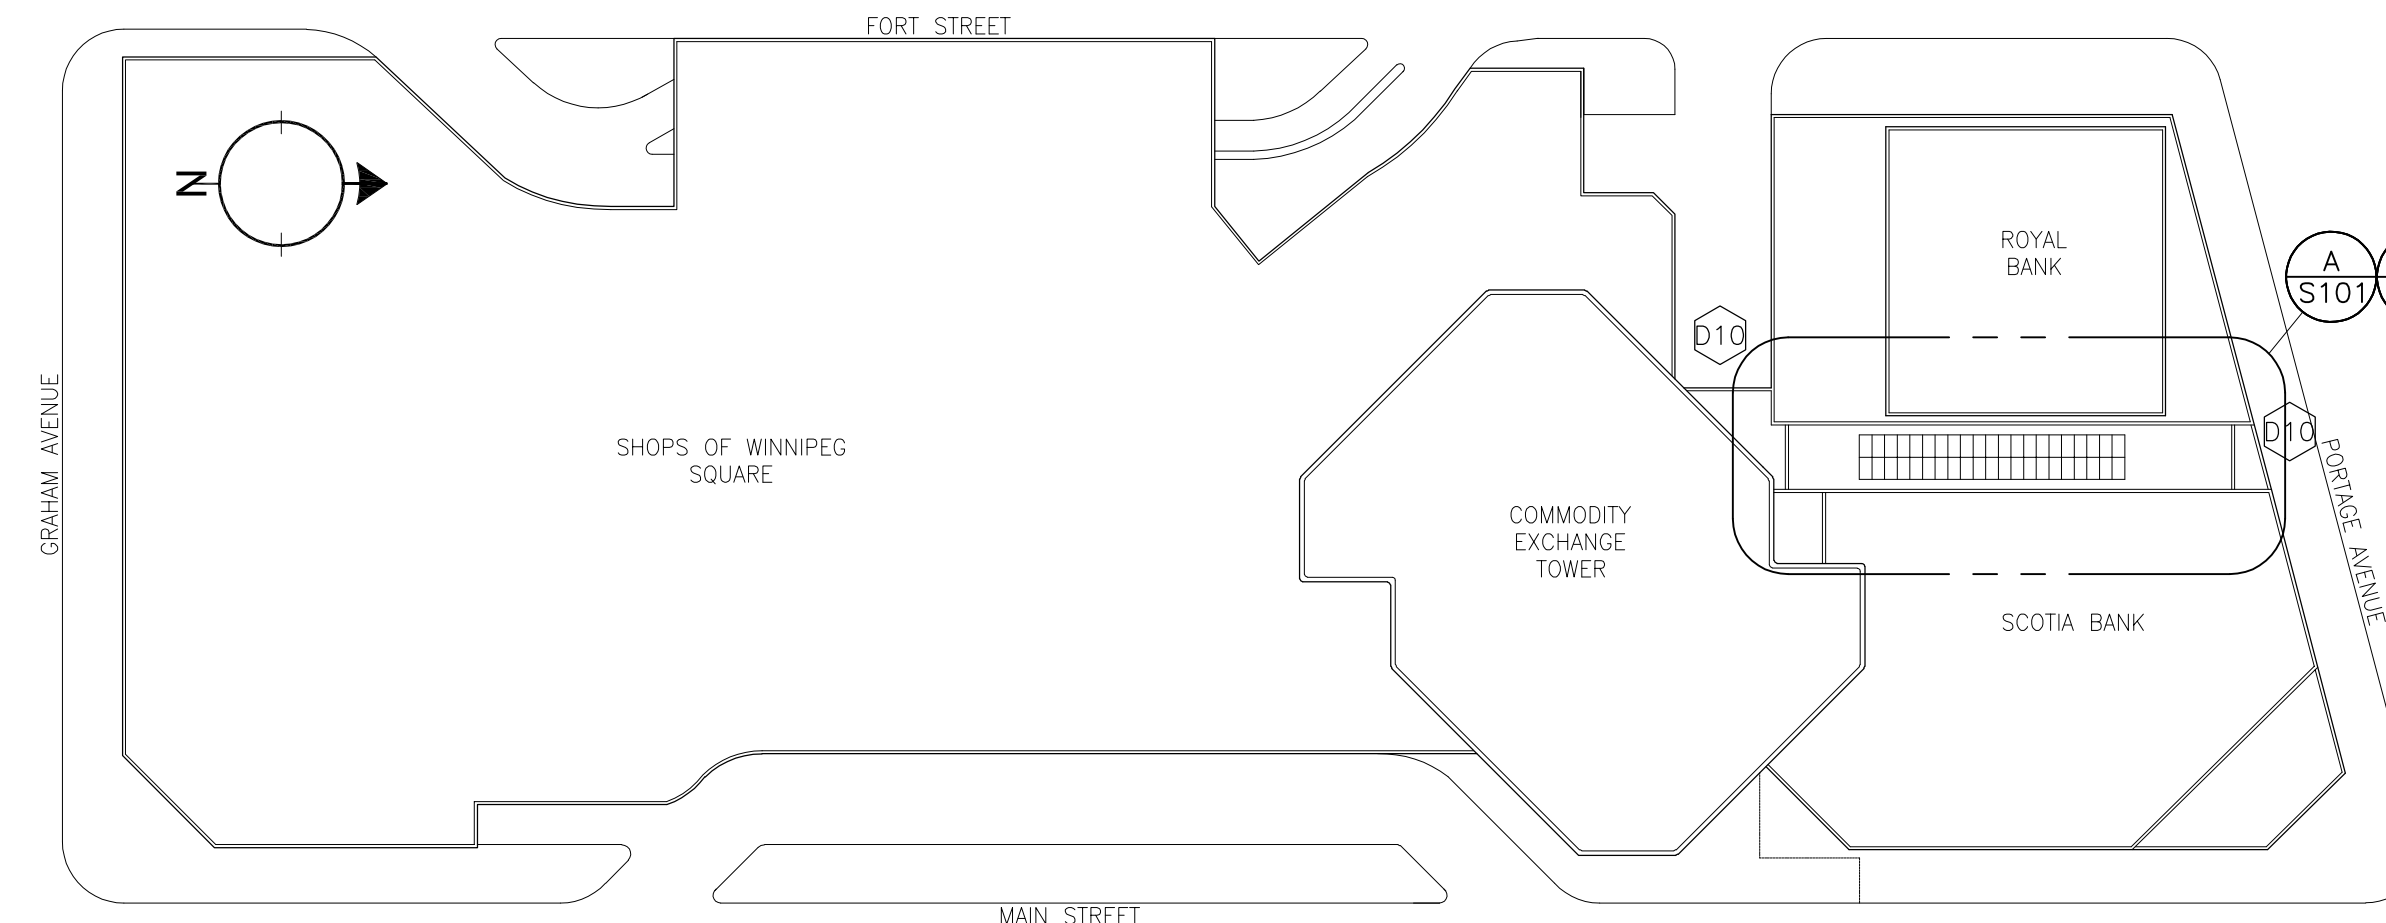 FORT STREET
N
ROYAL
BANK
A
S101
D10
GRAHAM AVENUE
SHOPS OF WINNIPEG
SQUARE
D10
PORTAGE AVENUE
COMMODITY
EXCHANGE
TOWER
SCOTIA BANK
MAIN STREET